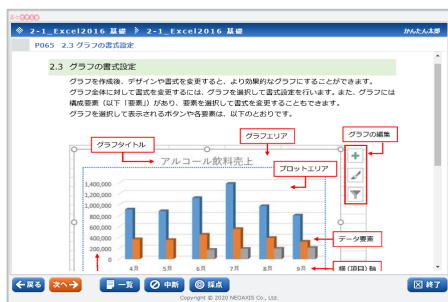 2-1_Excel2016 基礎 》 2-1_Excel2016 基礎
かんたん太郎
P065 2.3 グラフの書式設定
2.3 グラフの書式設定
グラフを作成後、デザインや書式を変更すると、より効果的なグラフにすることができます。
グラフ全体に対して書式を変更するには、グラフを選択して書式設定を行います。また、グラフには
構成要素（以下「要素」）があり、要素を選択して書式を変更することもできます。
グラフを選択して表示されるボタンや各要素は、以下のとおりです。
グラフタイトル
グラフエリア
グラフの編集
アルコール飲料売上
プロットエリア
1,400,000
1,200,000
1,000,000
800,000
600,000
400,000
200,000
0
データ要素
4月 5月 6月 7月 8月 9月
横(項目)軸
戻る 次へ 一覧 中断 採点 終了
Copyright © 2020 NEOAXIS Co., Ltd.